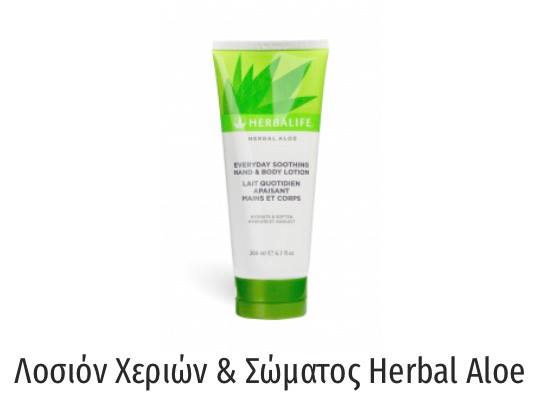 HERBALIFE
HERBAL ALOE
EVERYDAY SOOTHING
HAND & BODY LOTION
LAIT QUOTIDIEN
APAISANT
MAINS ET CORPS
Λοσιόν Χεριών & Σώματος Herbal Aloe